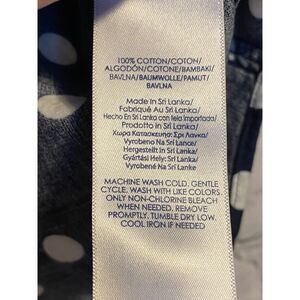 100% COTTON/COTON/
ALGODÓN/COTONE/BAMBAKI/
BAVLNA/BAUMWOLLE/PAMUT/
BAVLNA
Made In Sri Lanka/
Fabriqué Au Sri Lanka/
Hecho En Sri Lanka con tela importada/
Prodotto in Sri Lanka/
Χωρα Κατασκευησ: Σρι Λανκα/
Vyrobeno Na Srí Lance/
Hergestellt in Sri Lanka/
Gyártási Hely: Sri Lanka/
Vyrobené Na Srí Lanke
MACHINE WASH COLD, GENTLE
CYCLE, WASH WITH LIKE COLORS.
ONLY NON-CHLORINE BLEACH
WHEN NEEDED. REMOVE
PROMPTLY, TUMBLE DRY LOW.
COOL IRON IF NEEDED